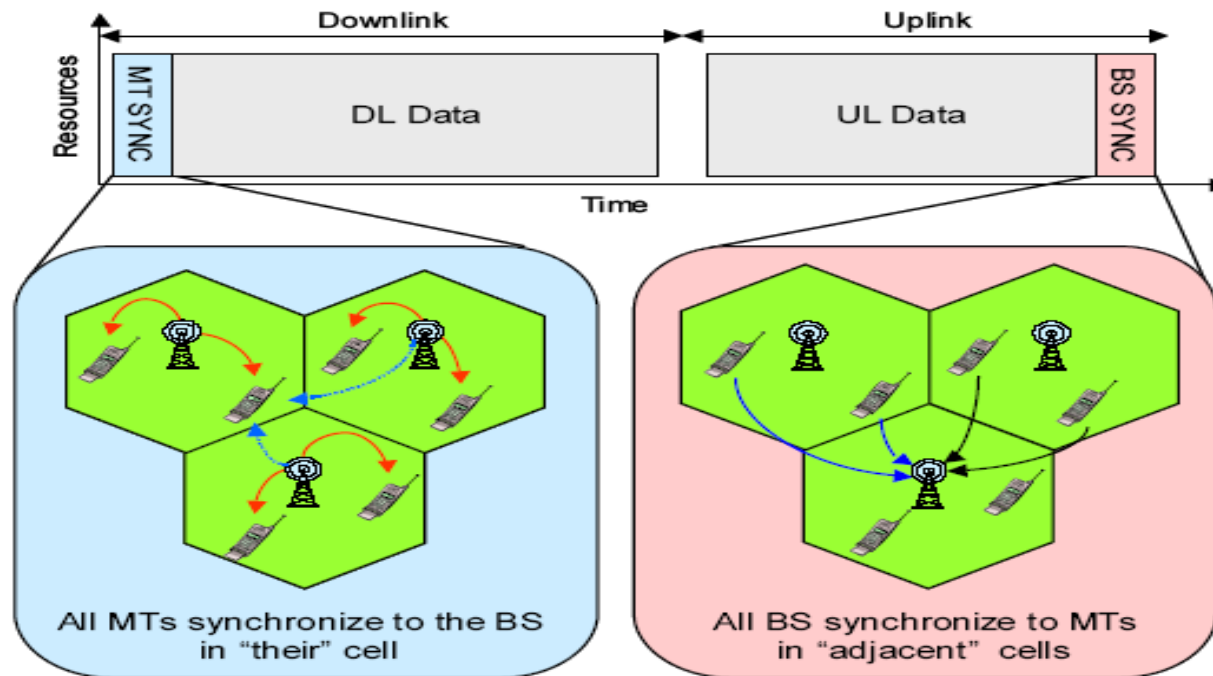 Downlink
Uplink
Resources
MT SYNC
DL Data
UL Data
BS SYNC
Time
All MTs synchronize to the BS
in “their” cell
All BS synchronize to MTs
in “adjacent” cells